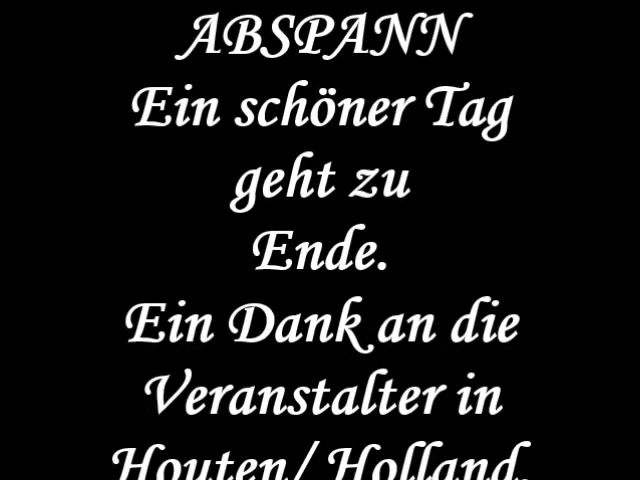 ABSPANN
Ein schöner Tag
geht zu
Ende.
Ein Dank an die
Veranstalter in
Houten/ Holland.